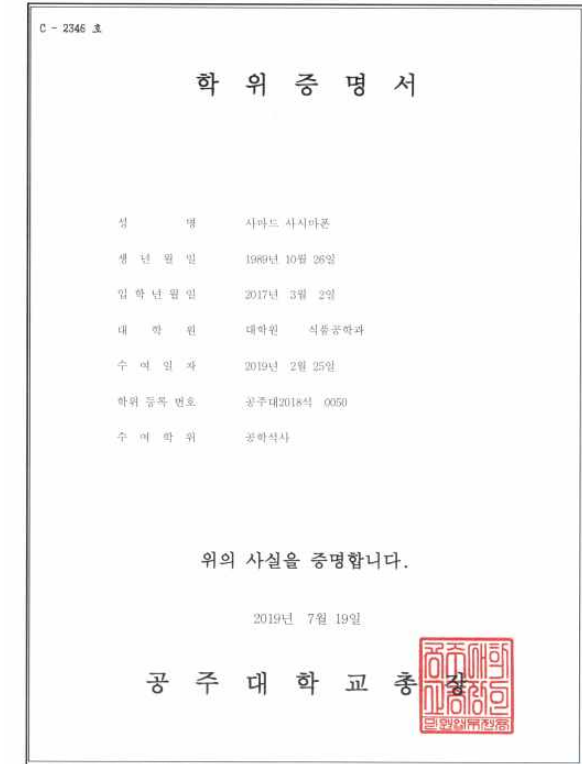 C - 2346 호
학 위 증 명 서
성 명 사마드 사시마폰
생 년 월 일 1989년 10월 26일
입 학 년 월 일 2017년 3월 2일
대 학 원 대학원 식품공학과
수 여 일 자 2019년 2월 25일
학위 등록 번호 공주대2018석 0050
수 여 학 위 공학석사
위의 사실을 증명합니다.
2019년 7월 19일
공 주 대 학 교 총 장